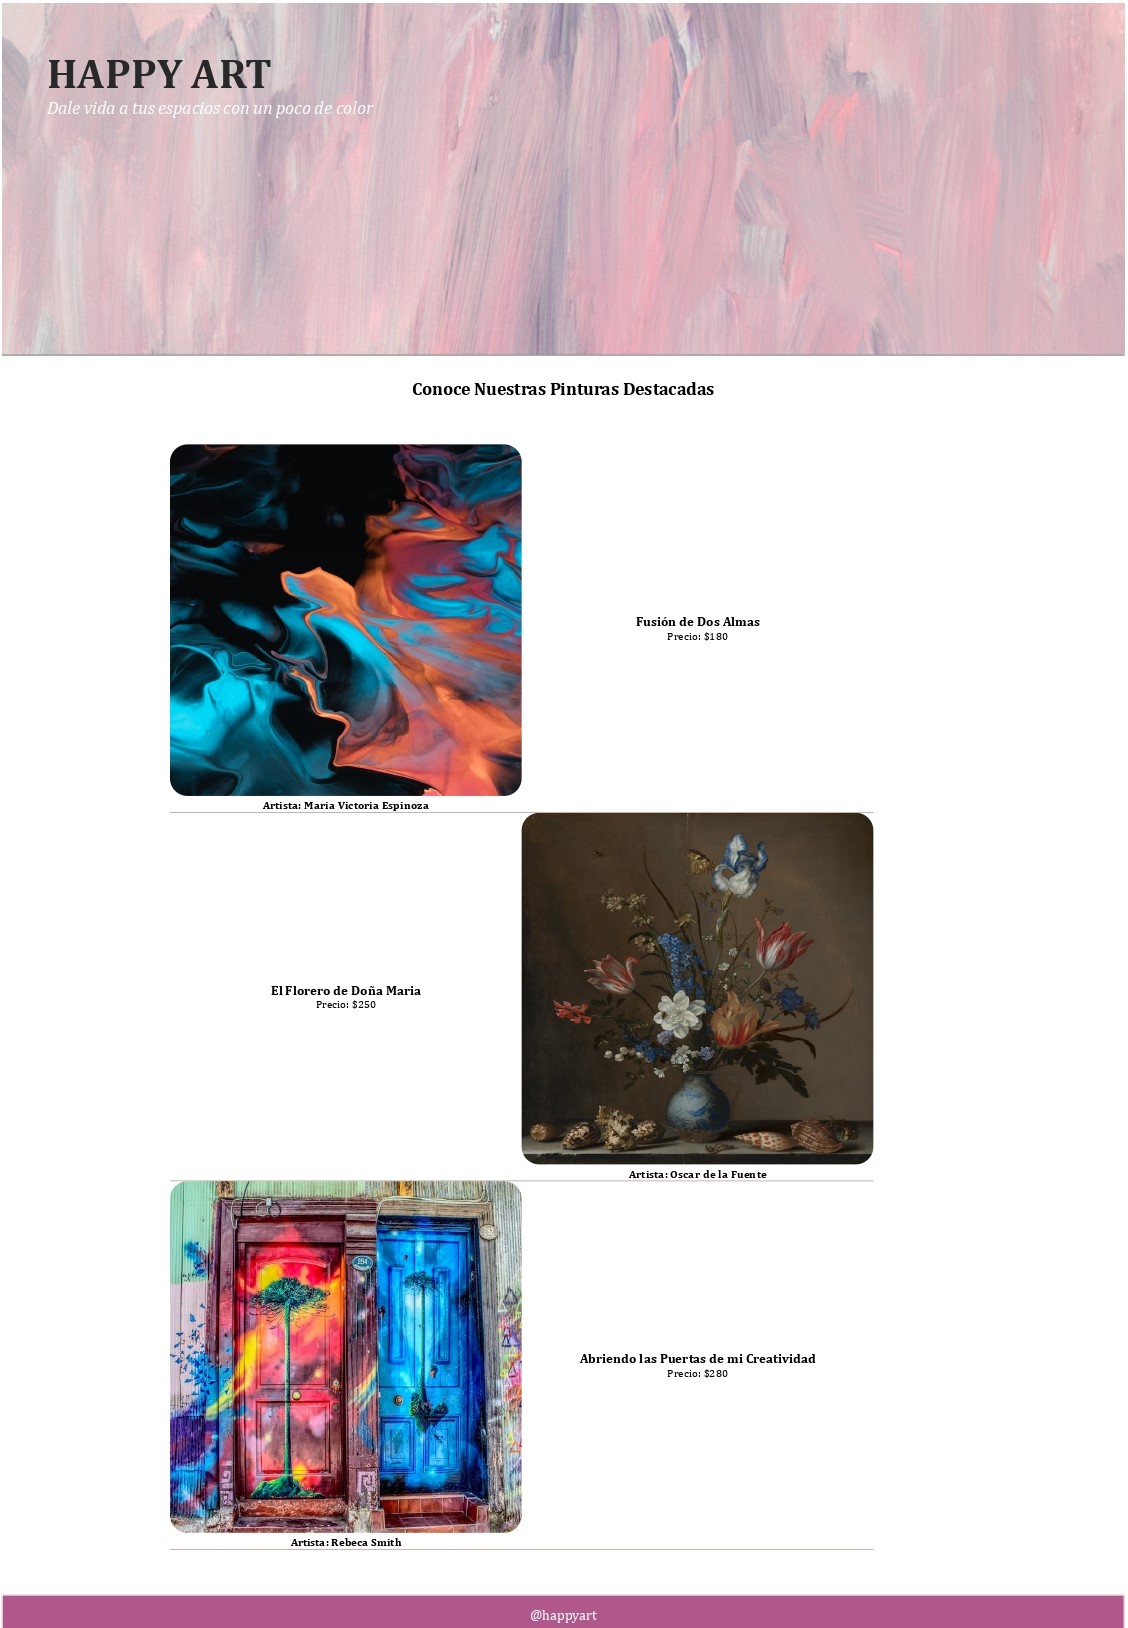 HAPPY ART
Dale vida a tus espacios con un poco de color
Conoce Nuestras Pinturas Destacadas
Fusión de Dos Almas
Precio: $180
Artista: Maria Victoria Espinoza
El Florero de Doña Maria
Precio: $250
Artista: Oscar de la Fuente
Abriendo las Puertas de mi Creatividad
Precio: $280
Artista: Rebeca Smith
@happyart